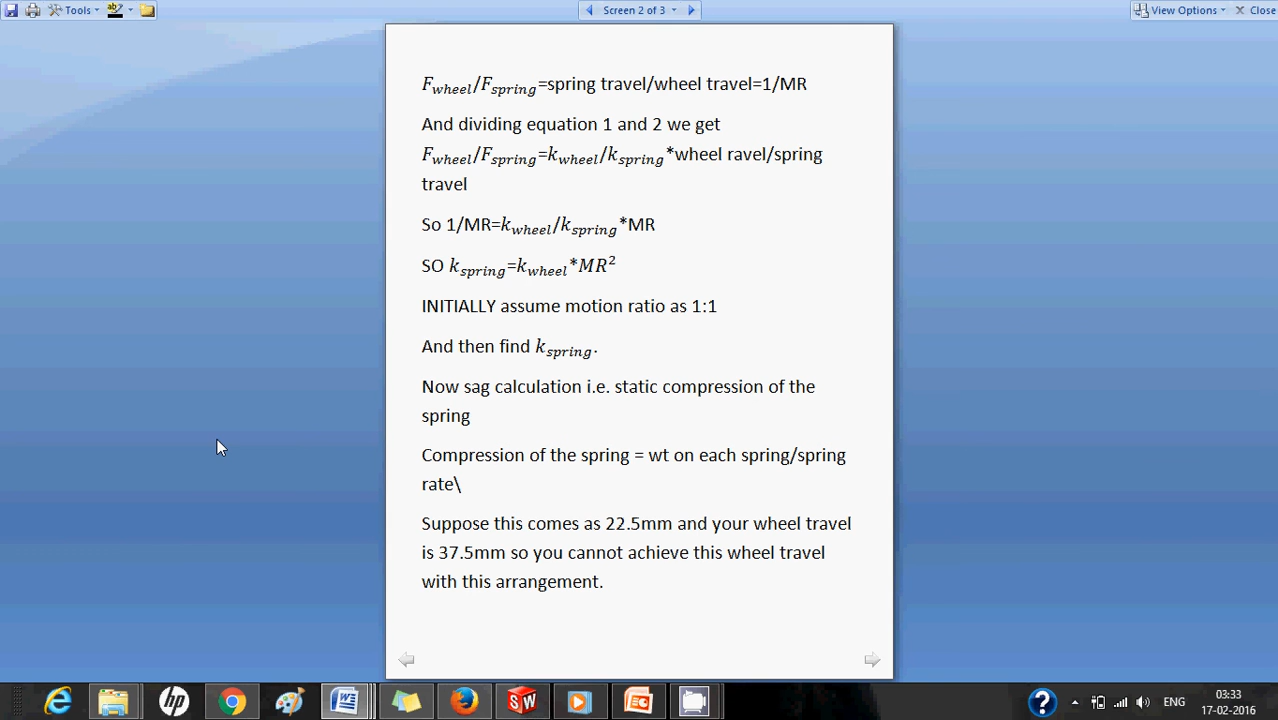 Tools
Screen 2 of 3
View Options
Close
F_wheel/F_spring=spring travel/wheel travel=1/MR
And dividing equation 1 and 2 we get
F_wheel/F_spring=k_wheel/k_spring*wheel ravel/spring
travel
So 1/MR=k_wheel/k_spring*MR
SO k_spring=k_wheel*MR²
INITIALLY assume motion ratio as 1:1
And then find k_spring.
Now sag calculation i.e. static compression of the
spring
Compression of the spring = wt on each spring/spring
rate\
Suppose this comes as 22.5mm and your wheel travel
is 37.5mm so you cannot achieve this wheel travel
with this arrangement.
ENG
03:33
17-02-2016